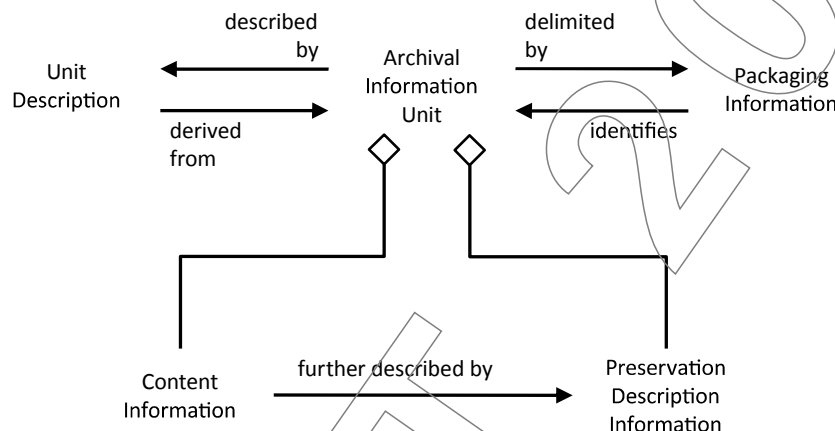 described
by
delimited
by
Unit
Description
Archival
Information
Unit
Packaging
Information
derived
from
identifies
further described by
Content
Information
Preservation
Description
Information